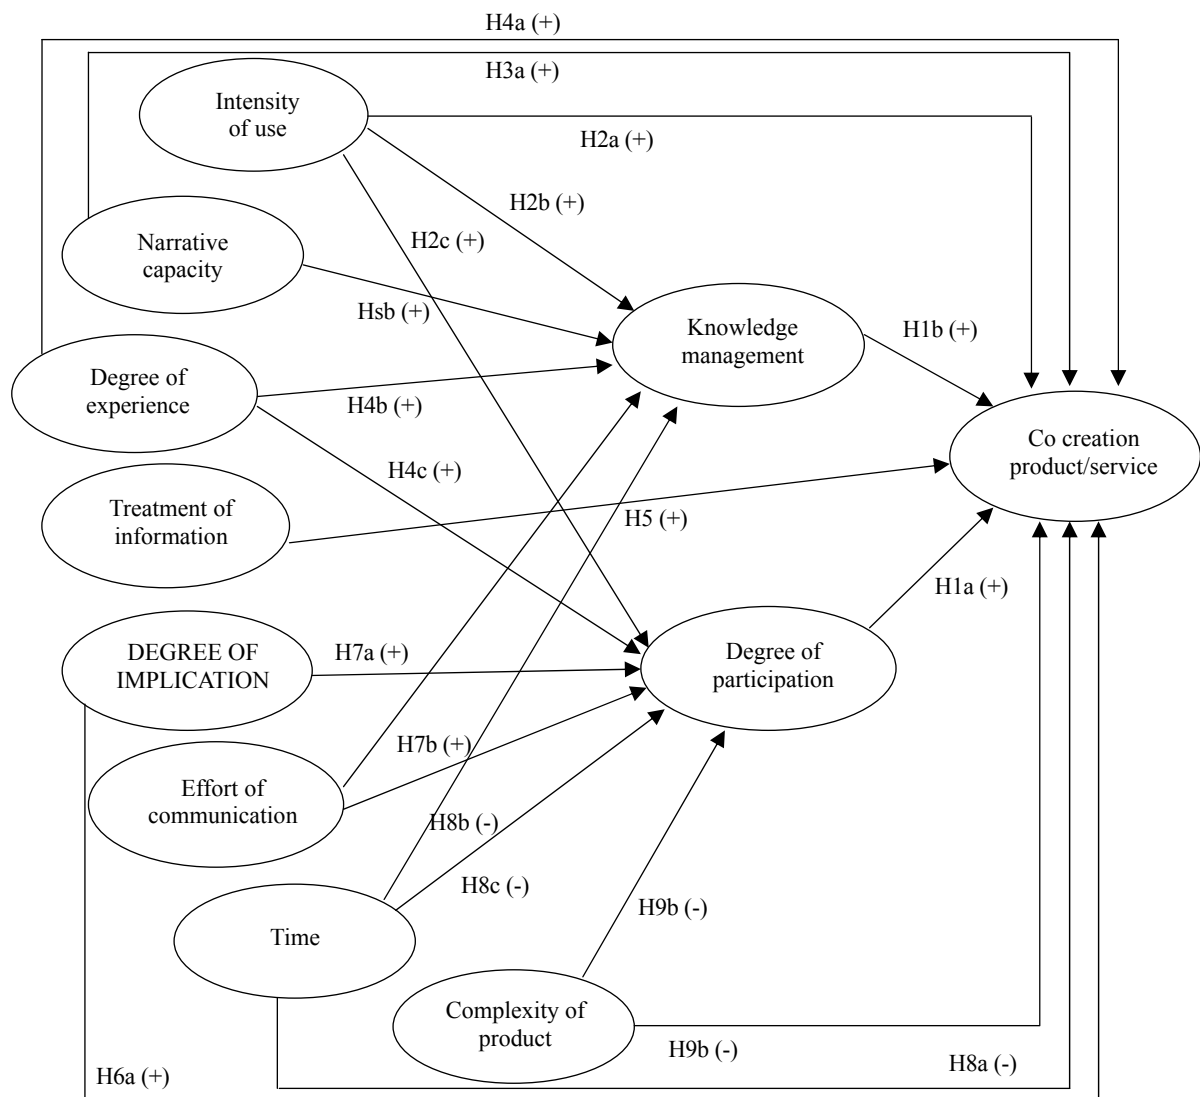 H4a (+)
H3a (+)
Intensity
of use
H2a (+)
H2b (+)
H2c (+)
Narrative
capacity
Hsb (+)
Knowledge
management
H1b (+)
Degree of
experience
H4b (+)
H4c (+)
Co creation
product/service
Treatment of
information
H5 (+)
H1a (+)
DEGREE OF
IMPLICATION
H7a (+)
Degree of
participation
H7b (+)
Effort of
communication
H8b (-)
H8c (-)
H9b (-)
Time
Complexity of
product
H9b (-)
H8a (-)
H6a (+)